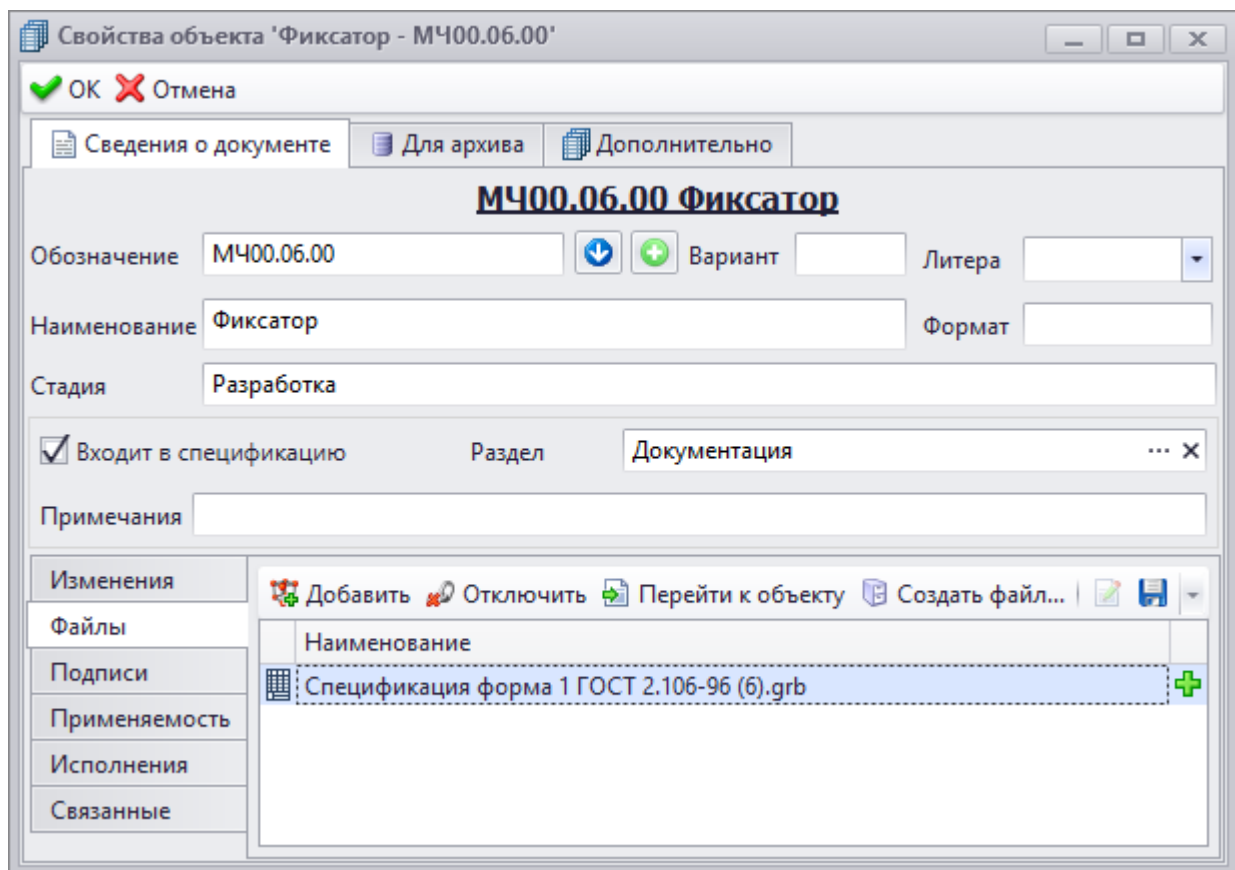 Свойства объекта 'Фиксатор - МЧ00.06.00'
ОК Отмена
Сведения о документе Для архива Дополнительно
МЧ00.06.00 Фиксатор
Обозначение МЧ00.06.00 Вариант Литера
Наименование Фиксатор Формат
Стадия Разработка
Входит в спецификацию Раздел Документация
Примечания
Изменения
Файлы
Подписи
Применяемость
Исполнения
Связанные
Добавить Отключить Перейти к объекту Создать файл...
Наименование
Спецификация форма 1 ГОСТ 2.106-96 (6).grb